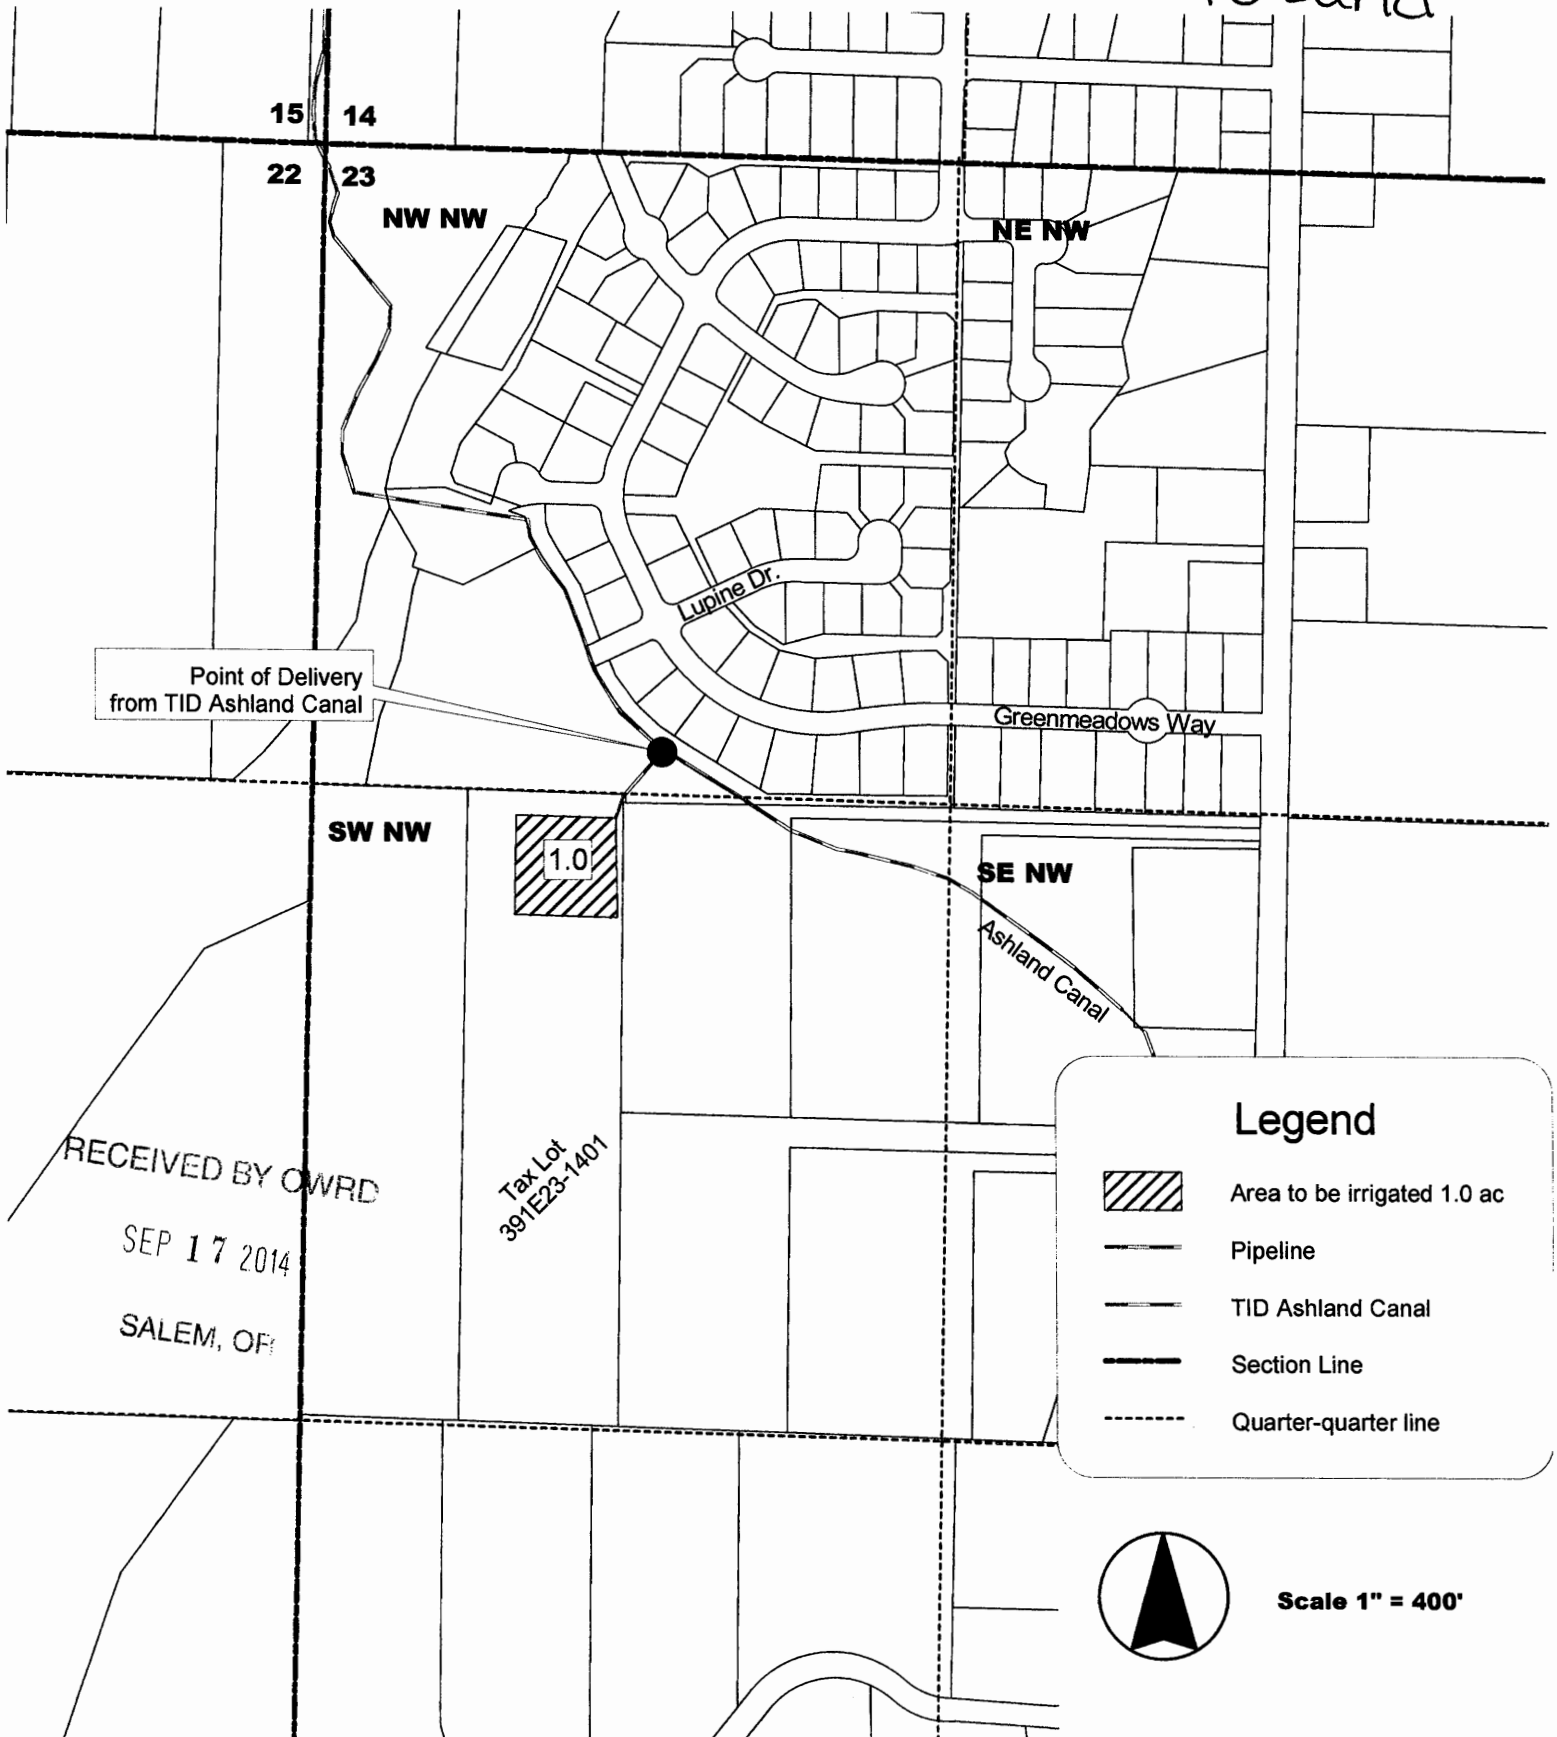 15 14
22 23
NW NW
NE NW
Lupine Dr.
Point of Delivery
from TID Ashland Canal
Greenmeadows Way
SW NW
1.0
SE NW
Ashland Canal
Tax Lot
391E23-1401
RECEIVED BY OWRD
SEP 17 2014
SALEM, OR
Legend
Area to be irrigated 1.0 ac
Pipeline
TID Ashland Canal
Section Line
Quarter-quarter line
Scale 1" = 400'